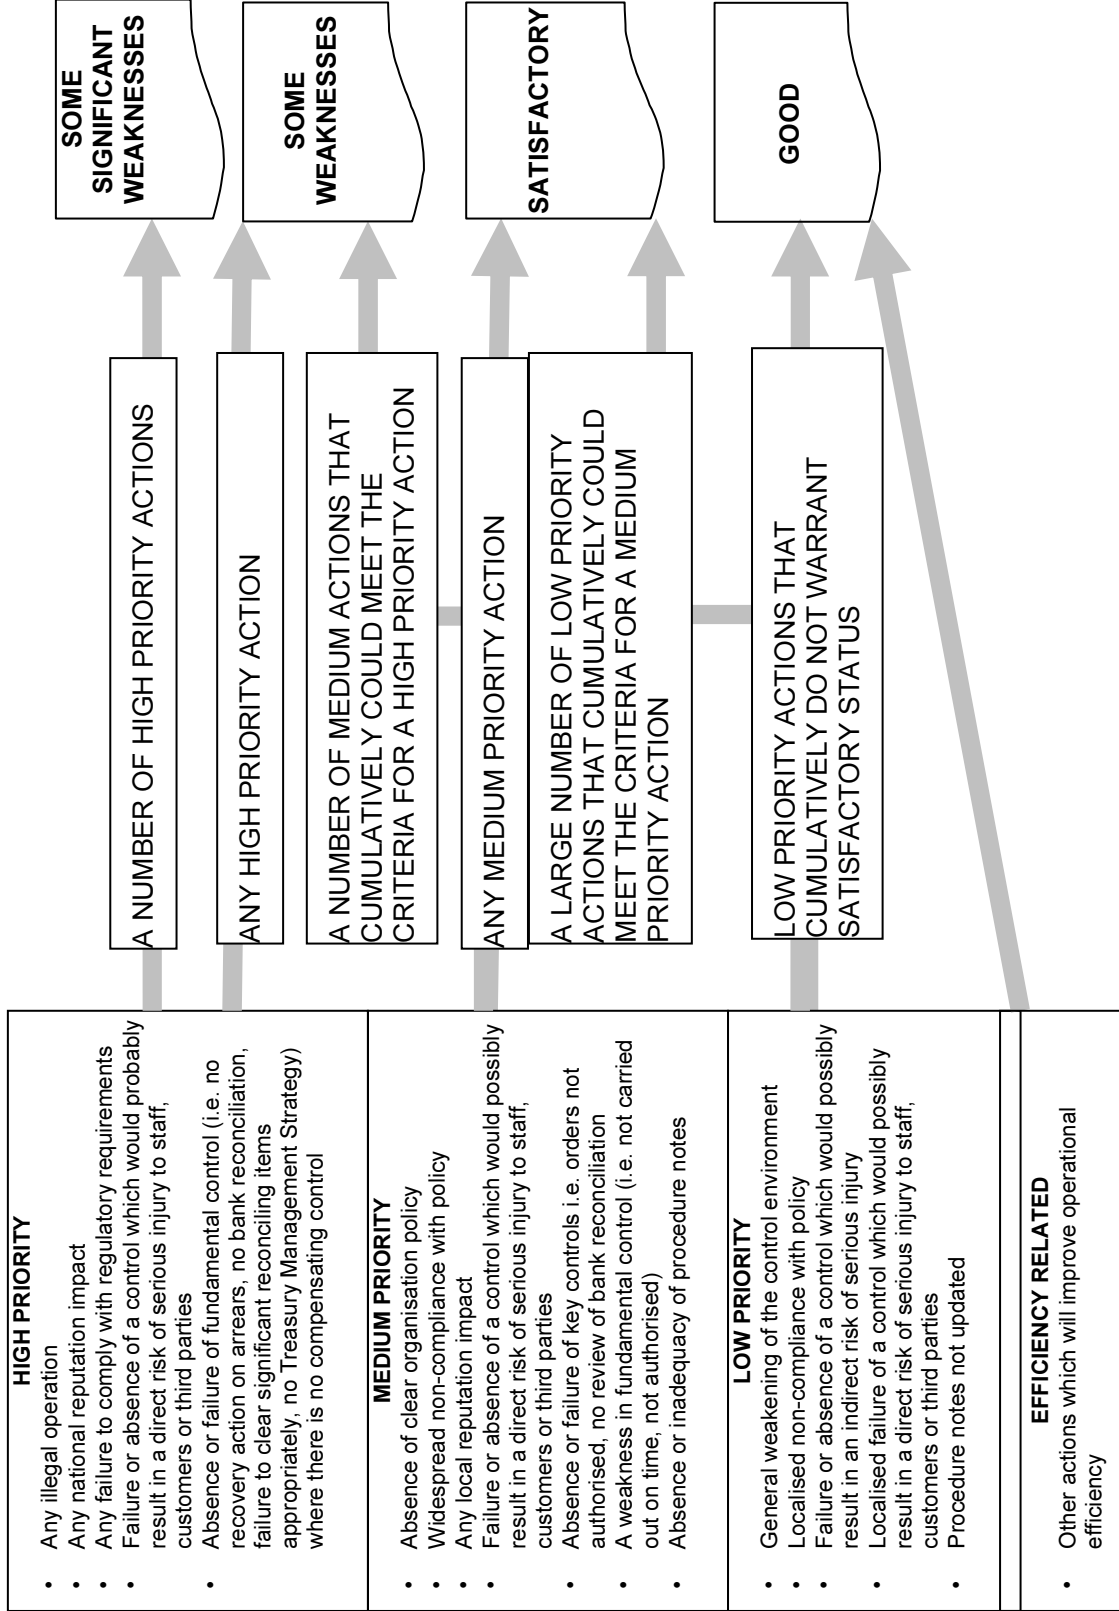 HIGH PRIORITY
• Any illegal operation
• Any national reputation impact
• Any failure to comply with regulatory requirements
• Failure or absence of a control which would probably
result in a direct risk of serious injury to staff,
customers or third parties
• Absence or failure of fundamental control (i.e. no
recovery action on arrears, no bank reconciliation,
failure to clear significant reconciling items
appropriately, no Treasury Management Strategy)
where there is no compensating control
MEDIUM PRIORITY
• Absence of clear organisation policy
• Widespread non-compliance with policy
• Any local reputation impact
• Failure or absence of a control which would possibly
result in a direct risk of serious injury to staff,
customers or third parties
• Absence or failure of key controls i.e. orders not
authorised, no review of bank reconciliation
• A weakness in fundamental control (i.e. not carried
out on time, not authorised)
• Absence or inadequacy of procedure notes
LOW PRIORITY
• General weakening of the control environment
• Localised non-compliance with policy
• Failure or absence of a control which would possibly
result in an indirect risk of serious injury
• Localised failure of a control which would possibly
result in a direct risk of serious injury to staff,
customers or third parties
• Procedure notes not updated
EFFICIENCY RELATED
• Other actions which will improve operational
efficiency
A NUMBER OF HIGH PRIORITY ACTIONS
ANY HIGH PRIORITY ACTION
A NUMBER OF MEDIUM ACTIONS THAT
CUMULATIVELY COULD MEET THE
CRITERIA FOR A HIGH PRIORITY ACTION
ANY MEDIUM PRIORITY ACTION
A LARGE NUMBER OF LOW PRIORITY
ACTIONS THAT CUMULATIVELY COULD
MEET THE CRITERIA FOR A MEDIUM
PRIORITY ACTION
LOW PRIORITY ACTIONS THAT
CUMULATIVELY DO NOT WARRANT
SATISFACTORY STATUS
SOME
SIGNIFICANT
WEAKNESSES
SOME
WEAKNESSES
SATISFACTORY
GOOD